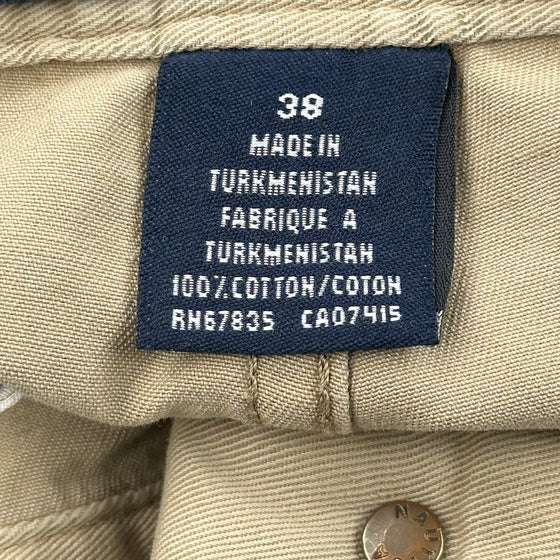 38
MADE IN
TURKMENISTAN
FABRIQUE A
TURKMENISTAN
100% COTTON/COTON
RN67835 CA07415